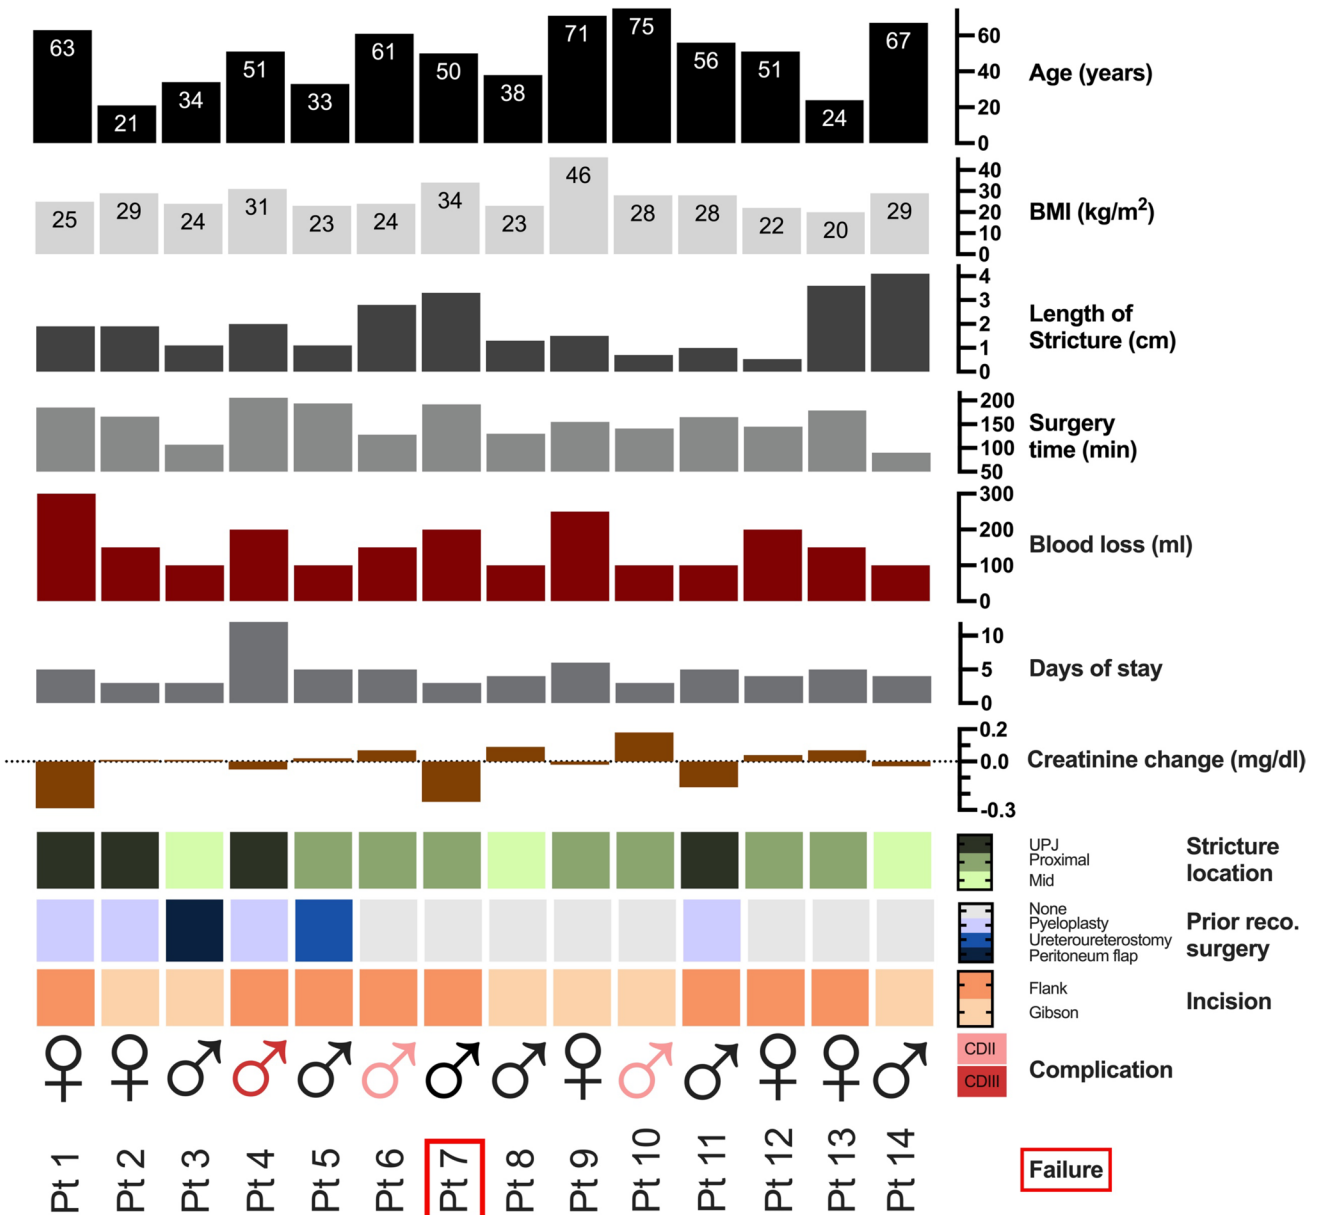 63 21 34 51 33 61 50 38 71 75 56 51 24 67
60
40
20
0
Age (years)
25 29 24 31 23 24 34 23 46 28 28 22 20 29
40
30
20
10
0
BMI (kg/m²)
4
3
2
1
0
Length of
Stricture (cm)
200
150
100
50
Surgery
time (min)
300
200
100
0
Blood loss (ml)
10
5
0
Days of stay
0.2
0.0
-0.3
Creatinine change (mg/dl)
UPJ
Proximal
Mid
Stricture
location
None
Pyeloplasty
Ureteroureterostomy
Peritoneum flap
Prior reco.
surgery
Flank
Gibson
Incision
CDII
CDIII
Complication
Pt 1
Pt 2
Pt 3
Pt 4
Pt 5
Pt 6
Pt 7
Pt 8
Pt 9
Pt 10
Pt 11
Pt 12
Pt 13
Pt 14
Failure